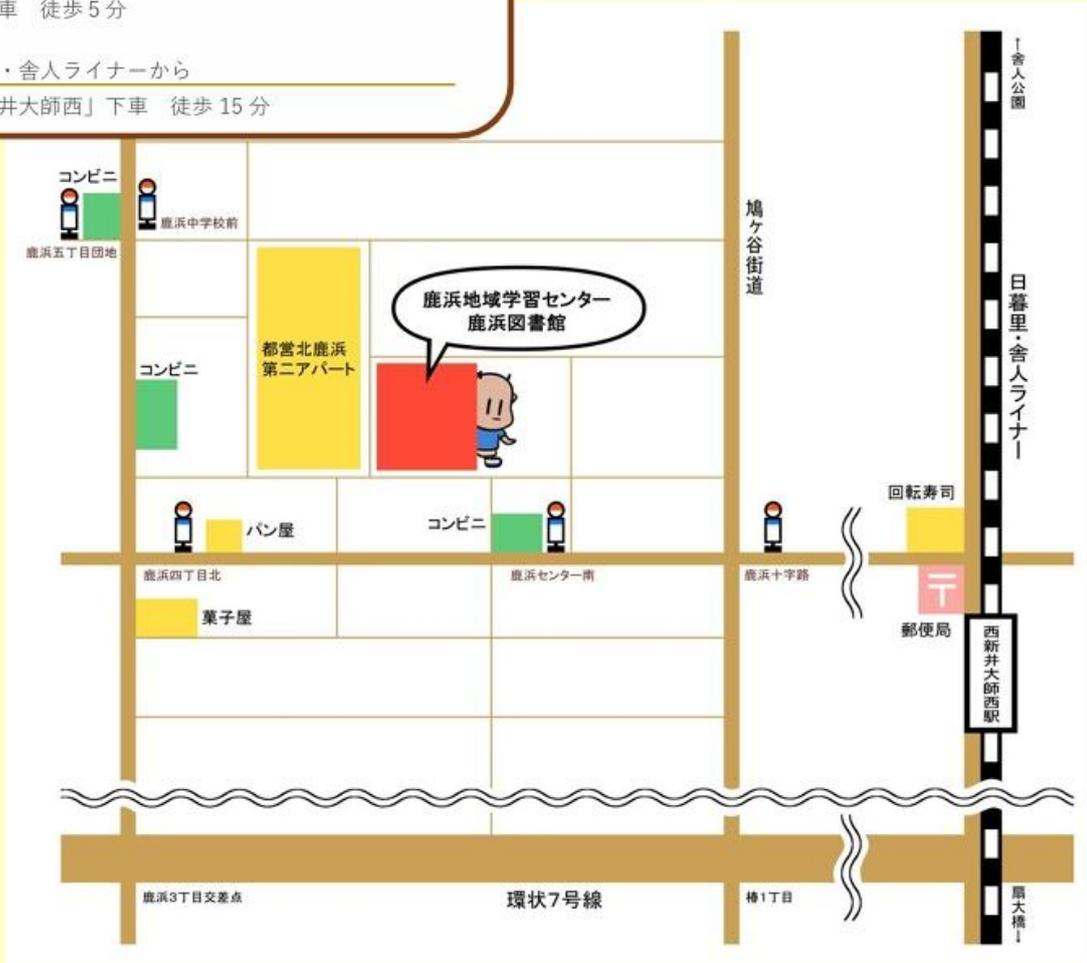 車　徒歩５分
・舎人ライナーから
井大師西」下車　徒歩 15 分
↑舎人公園
コンビニ
鹿浜中学校前
鹿浜五丁目団地
鳩ヶ谷街道
日暮里・舎人ライナー
鹿浜地域学習センター
鹿浜図書館
都営北鹿浜
第二アパート
コンビニ
回転寿司
パン屋
コンビニ
鹿浜四丁目北
鹿浜センター南
鹿浜十字路
〒
菓子屋
郵便局
西新井大師西駅
鹿浜3丁目交差点
環状7号線
椿1丁目
扇大橋→